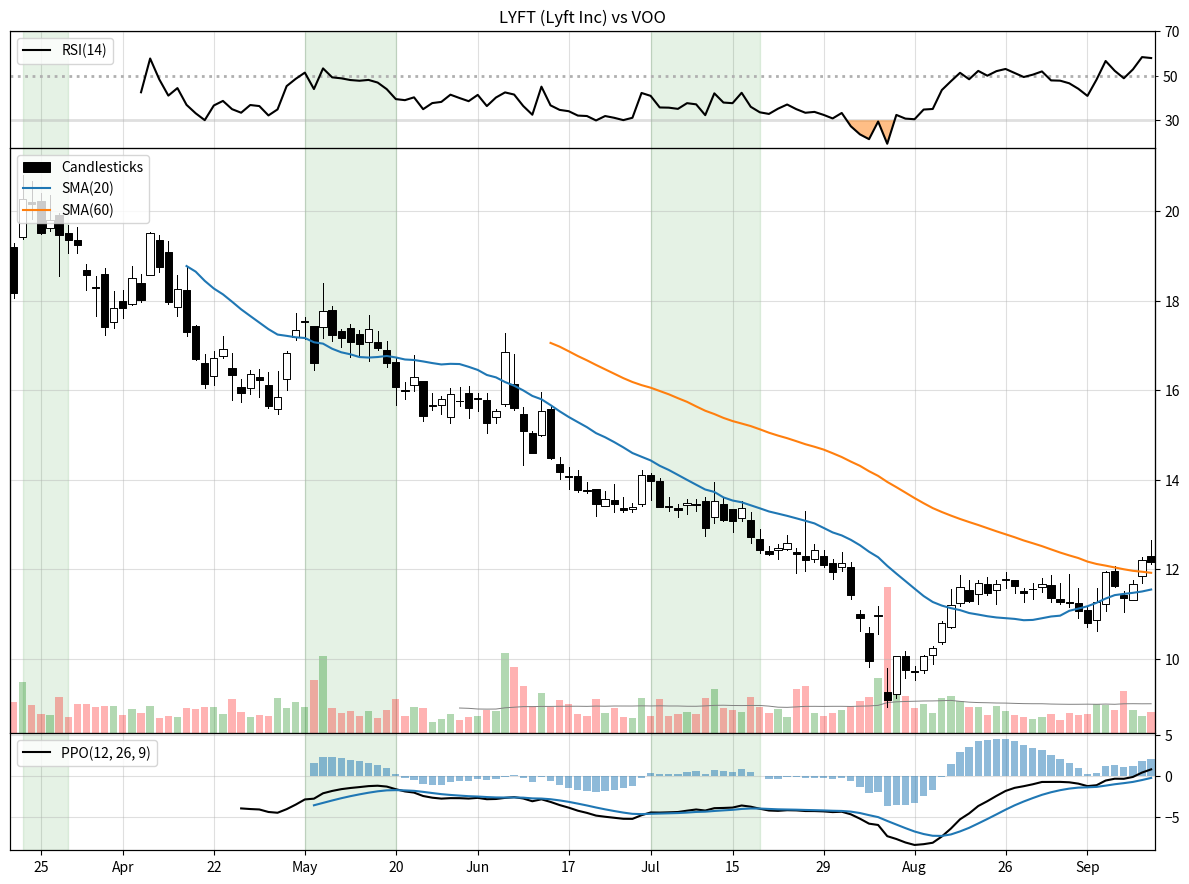 LYFT (Lyft Inc) vs VOO
RSI(14)
70
50
30
Candlesticks
SMA(20)
SMA(60)
20
18
16
14
12
10
PPO(12, 26, 9)
5
0
−5
25 Apr 22 May 20 Jun 17 Jul 15 29 Aug 26 Sep